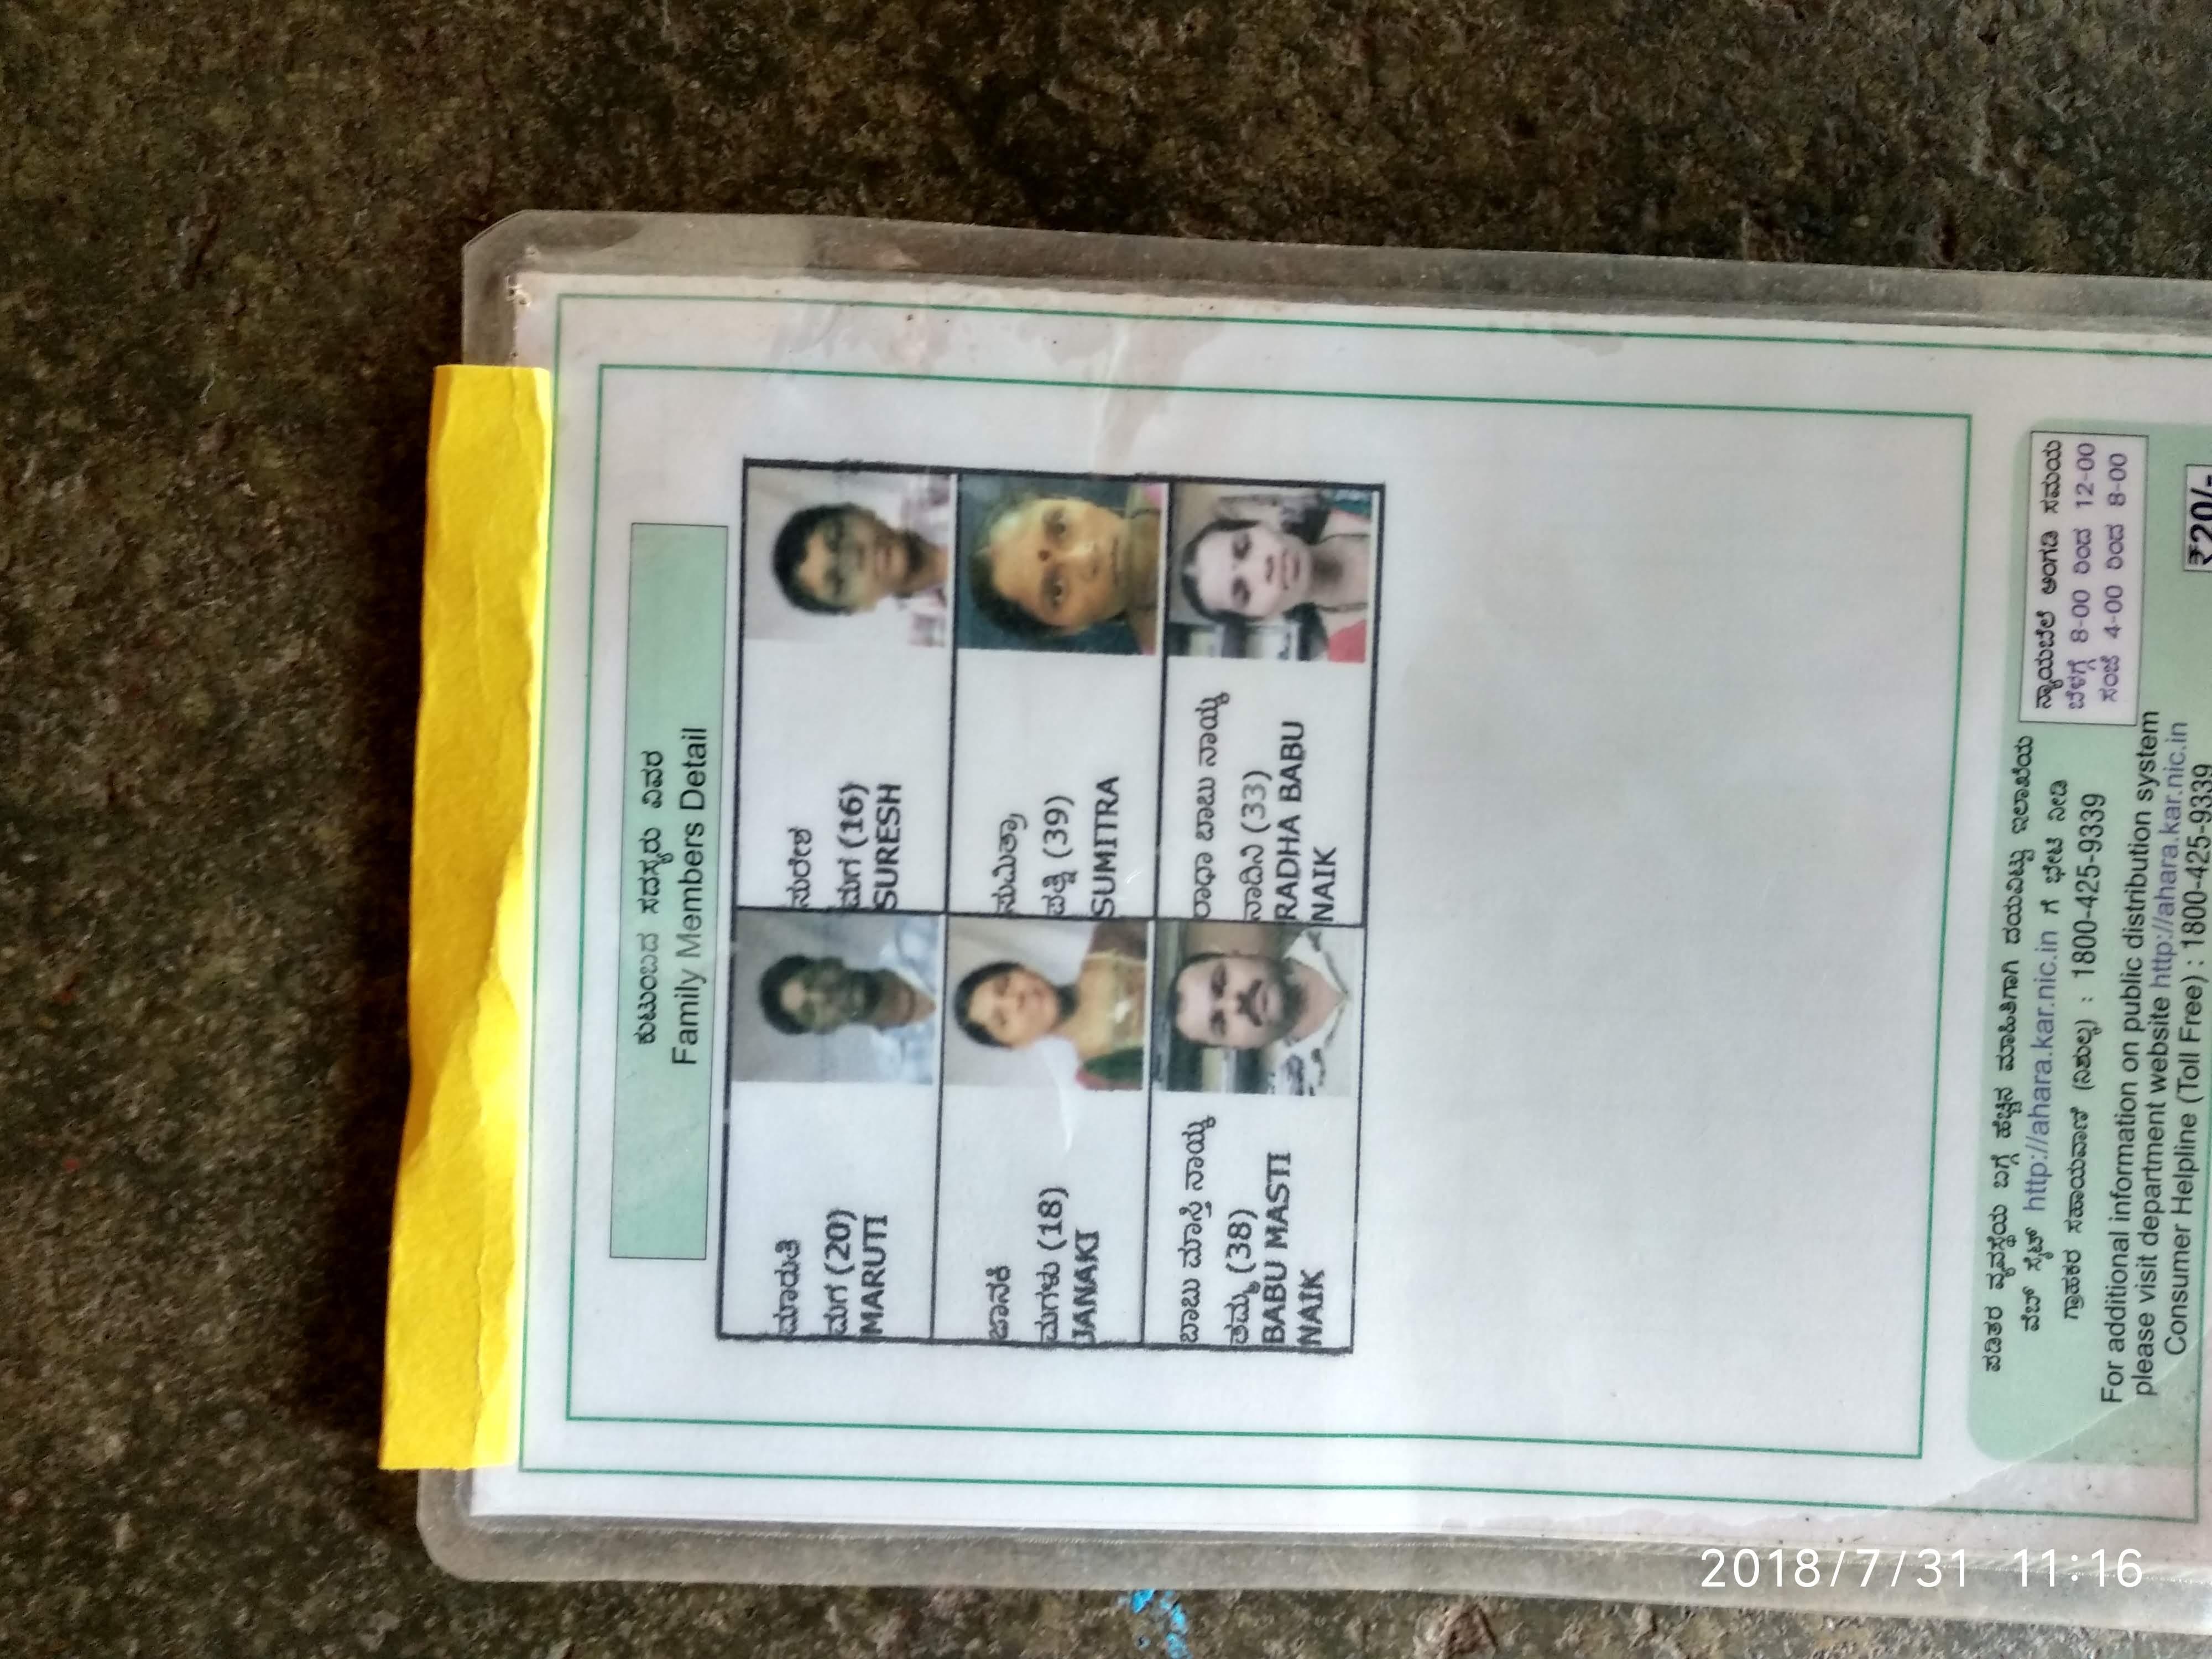 ಕುಟುಂಬದ ಸದಸ್ಯರು ವಿವರ
Family Members Detail
ಮಾರುತಿ
ಮಗ (20)
MARUTI
ಸುರೇಶ
ಮಗ (16)
SURESH
ಜಾನಕಿ
ಮಗಳು (18)
JANAKI
ಸುಮಿತ್ರಾ
ಪತ್ನಿ (39)
SUMITRA
ಬಾಬು ಮಾಸ್ತಿ ನಾಯ್ಕ
ತಮ್ಮ (38)
BABU MASTI
NAIK
ರಾಧಾ ಬಾಬು ನಾಯ್ಕ
ನಾದಿನಿ (33)
RADHA BABU
NAIK
ಪಡಿತರ ವ್ಯವಸ್ಥೆಯ ಬಗ್ಗೆ ಹೆಚ್ಚಿನ ಮಾಹಿತಿಗಾಗಿ ದಯವಿಟ್ಟು ಇಲಾಖೆಯ
ವೆಬ್ ಸೈಟ್ http://ahara.kar.nic.in ಗೆ ಭೇಟಿ ನೀಡಿ
ಗ್ರಾಹಕರ ಸಹಾಯವಾಣಿ (ನಿಶುಲ್ಕ) : 1800-425-9339
For additional information on public distribution system
please visit department website http://ahara.kar.nic.in
Consumer Helpline (Toll Free) : 1800-425-9339
ನ್ಯಾಯಬೆಲೆ ಅಂಗಡಿ ಸಮಯ
ಬೆಳಗ್ಗೆ 8-00 ರಿಂದ 12-00
ಸಂಜೆ 4-00 ರಿಂದ 8-00
₹20/-
2018/7/31 11:16